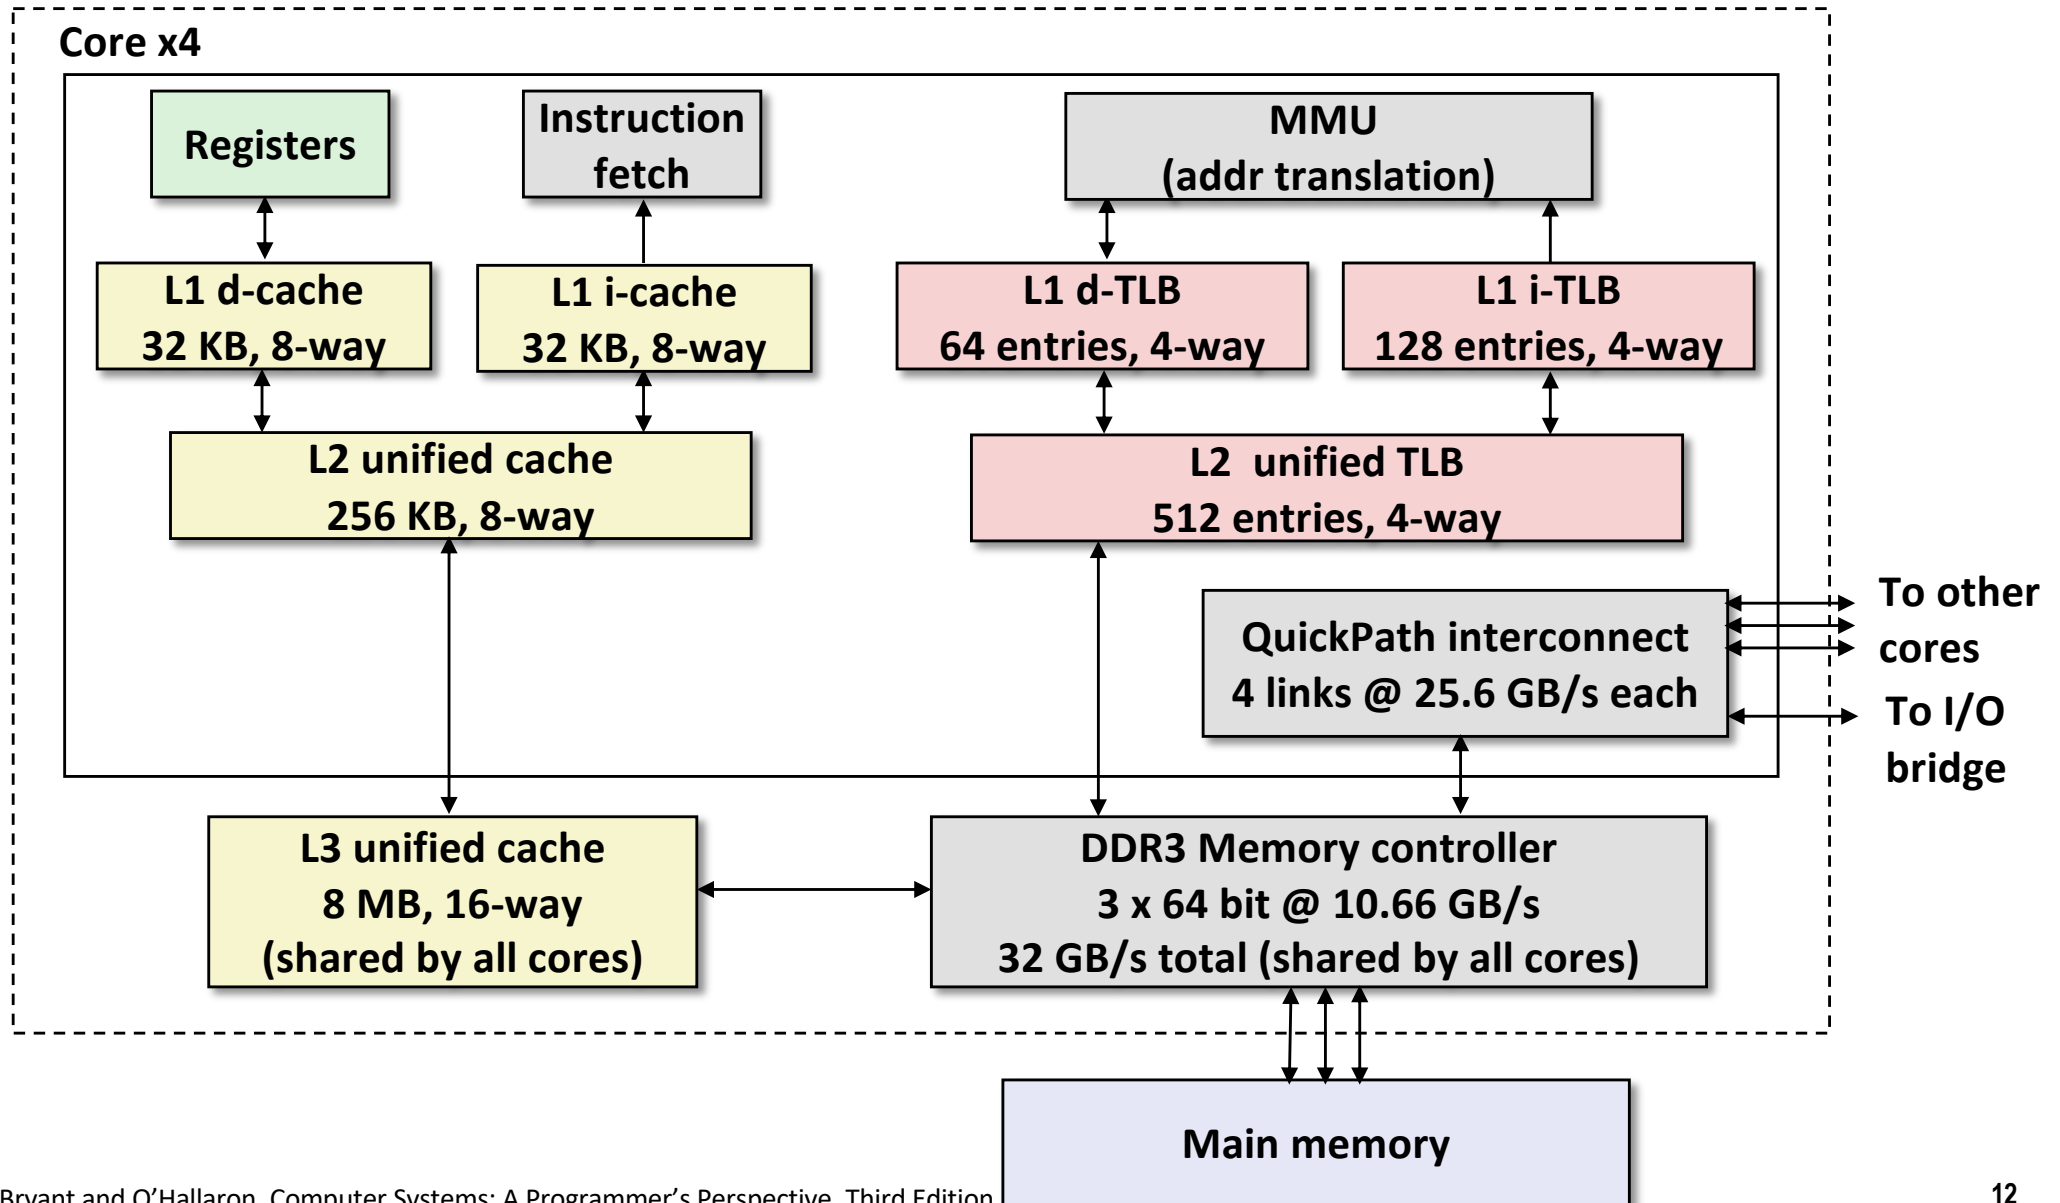 Core x4
Registers
Instruction
fetch
MMU
(addr translation)
L1 d-cache
32 KB, 8-way
L1 i-cache
32 KB, 8-way
L1 d-TLB
64 entries, 4-way
L1 i-TLB
128 entries, 4-way
L2 unified cache
256 KB, 8-way
L2 unified TLB
512 entries, 4-way
QuickPath interconnect
4 links @ 25.6 GB/s each
To other
cores
To I/O
bridge
L3 unified cache
8 MB, 16-way
(shared by all cores)
DDR3 Memory controller
3 x 64 bit @ 10.66 GB/s
32 GB/s total (shared by all cores)
Main memory
Bryant and O'Hallaron, Computer Systems: A Programmer's Perspective, Third Edition
12